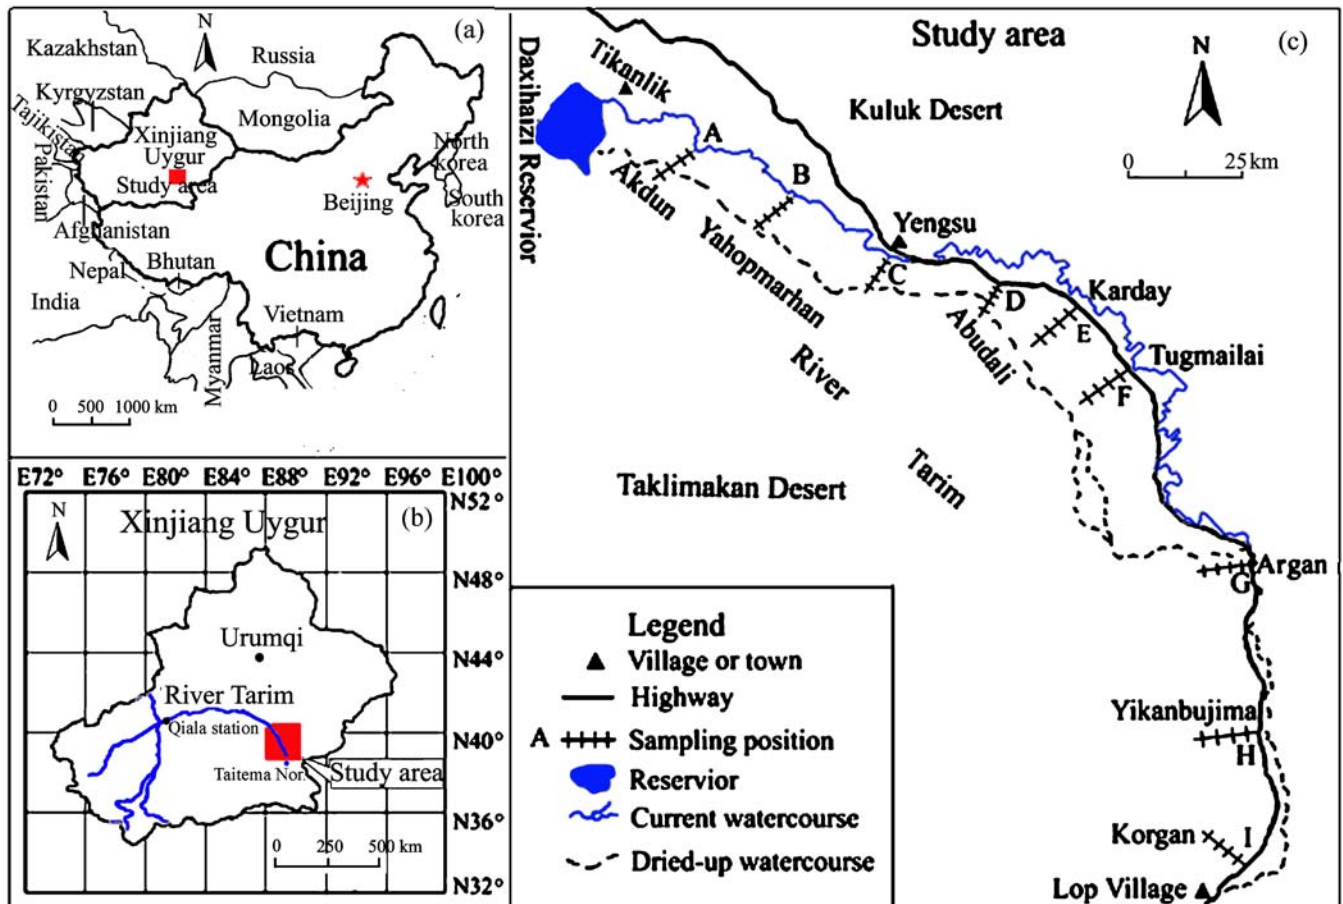 (a)
N
Kazakhstan
Russia
Kyrgyzstan
Mongolia
Tajikistan
Xinjiang
Uygur
North
korea
Pakistan
Study area
Beijing
South
korea
Afghanistan
China
Nepal
Bhutan
India
Vietnam
Myanmar
Laos
0 500 1000 km
E72° E76° E80° E84° E88° E92° E96° E100°
N52°
N
Xinjiang Uygur
(b)
N48°
Urumqi
N44°
River Tarim
Qiala station
N40°
Taitema Nor.
Study area
N36°
0 250 500 km
N32°
Study area
(c)
N
Daxihaizi Reservior
Tikanlik
Kuluk Desert
0 25 km
A
Akdun
B
Yahopmarhan
Yengsu
C
Karday
D
E
Abudali
Tugmailai
River
F
Tarim
Taklimakan Desert
Argan
G
Yikanbujima
H
Korgan
I
Lop Village
Legend
Village or town
Highway
A Sampling position
Reservior
Current watercourse
Dried-up watercourse